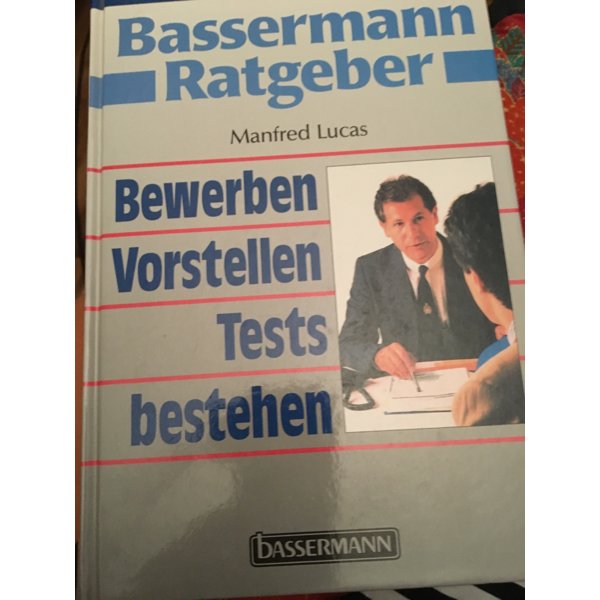 Bassermann
Ratgeber
Manfred Lucas
Bewerben
Vorstellen
Tests
bestehen
bASSERMANN